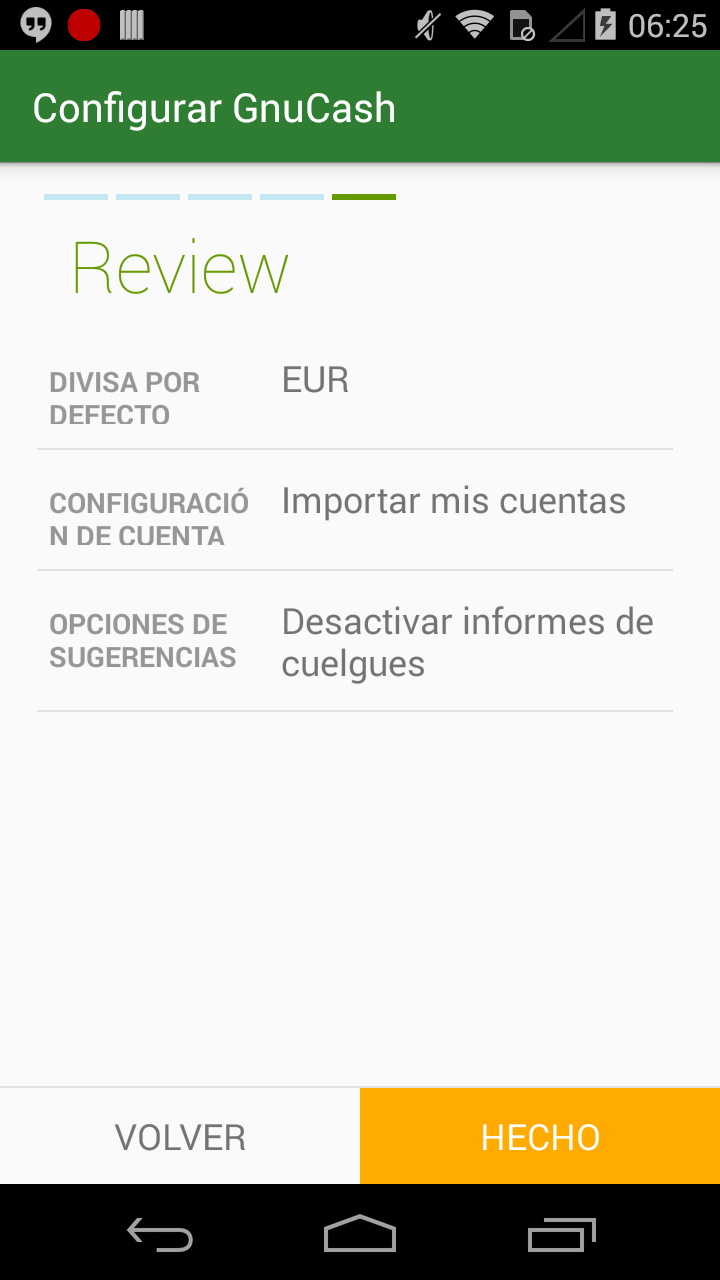 06:25
Configurar GnuCash
Review
DIVISA POR
DEFECTO
EUR
CONFIGURACIÓ
N DE CUENTA
Importar mis cuentas
OPCIONES DE
SUGERENCIAS
Desactivar informes de
cuelgues
VOLVER
HECHO